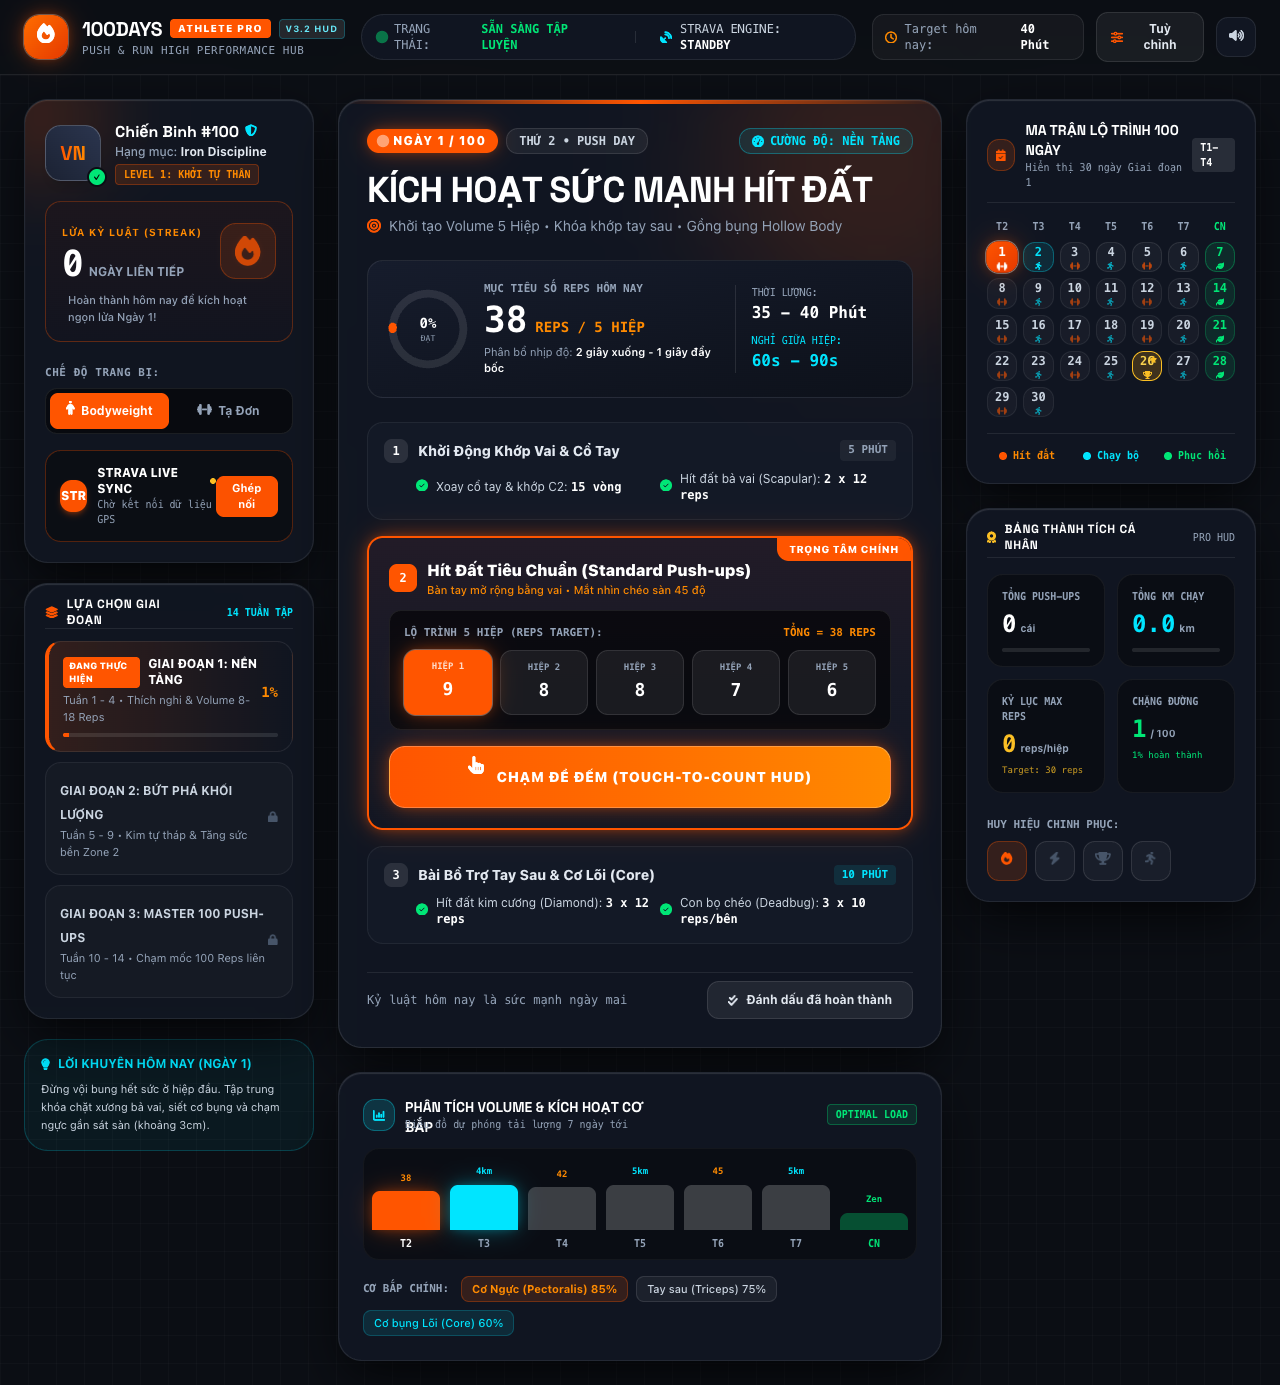 100DAYS ATHLETE PRO V3.2 HUD
PUSH & RUN HIGH PERFORMANCE HUB
TRẠNG THÁI:
SẴN SÀNG TẬP LUYỆN
STRAVA ENGINE: STANDBY
Target hôm nay:
40 Phút
Tuỳ chỉnh
VN
Chiến Binh #100
Hạng mục: Iron Discipline
LEVEL 1: KHỞI TỰ THÂN
LỬA KỶ LUẬT (STREAK)
0 NGÀY LIÊN TIẾP
Hoàn thành hôm nay để kích hoạt
ngọn lửa Ngày 1!
CHẾ ĐỘ TRANG BỊ:
Bodyweight
Tạ Đơn
STR
STRAVA LIVE
SYNC
Chờ kết nối dữ liệu
GPS
Ghép
nối
LỰA CHỌN GIAI
ĐOẠN
14 TUẦN TẬP
ĐANG THỰC
HIỆN
GIAI ĐOẠN 1: NỀN
TẢNG
Tuần 1 - 4 • Thích nghi & Volume 8-
18 Reps
1%
GIAI ĐOẠN 2: BỨT PHÁ KHỐI
LƯỢNG
Tuần 5 - 9 • Kim tự tháp & Tăng sức
bền Zone 2
GIAI ĐOẠN 3: MASTER 100 PUSH-
UPS
Tuần 10 - 14 • Chạm mốc 100 Reps liên
tục
LỜI KHUYÊN HÔM NAY (NGÀY 1)
Đừng vội bung hết sức ở hiệp đầu. Tập trung
khóa chặt xương bả vai, siết cơ bụng và chạm
ngực gần sát sàn (khoảng 3cm).
NGÀY 1 / 100
THỨ 2 • PUSH DAY
CƯỜNG ĐỘ: NỀN TẢNG
KÍCH HOẠT SỨC MẠNH HÍT ĐẤT
Khởi tạo Volume 5 Hiệp • Khóa khớp tay sau • Gồng bụng Hollow Body
0%
ĐẠT
MỤC TIÊU SỐ REPS HÔM NAY
38 REPS / 5 HIỆP
Phân bổ nhịp độ: 2 giây xuống - 1 giây đẩy
bốc
THỜI LƯỢNG:
35 – 40 Phút
NGHỈ GIỮA HIỆP:
60s – 90s
1 Khởi Động Khớp Vai & Cổ Tay
5 PHÚT
Xoay cổ tay & khớp C2: 15 vòng
Hít đất bả vai (Scapular): 2 x 12
reps
TRỌNG TÂM CHÍNH
2 Hít Đất Tiêu Chuẩn (Standard Push-ups)
Bàn tay mở rộng bằng vai • Mắt nhìn chéo sàn 45 độ
LỘ TRÌNH 5 HIỆP (REPS TARGET):
TỔNG = 38 REPS
HIỆP 1 HIỆP 2 HIỆP 3 HIỆP 4 HIỆP 5
9 8 8 7 6
CHẠM ĐỂ ĐẾM (TOUCH-TO-COUNT HUD)
3 Bài Bổ Trợ Tay Sau & Cơ Lõi (Core)
10 PHÚT
Hít đất kim cương (Diamond): 3 x 12
reps
Con bọ chéo (Deadbug): 3 x 10
reps/bên
Kỷ luật hôm nay là sức mạnh ngày mai
Đánh dấu đã hoàn thành
PHÂN TÍCH VOLUME & KÍCH HOẠT CƠ
BẮP
đồ dự phóng tải lượng 7 ngày tới
OPTIMAL LOAD
38 4km 42 5km 45 5km Zen
T2 T3 T4 T5 T6 T7 CN
CƠ BẮP CHÍNH:
Cơ Ngực (Pectoralis) 85%
Tay sau (Triceps) 75%
Cơ bụng Lõi (Core) 60%
MA TRẬN LỘ TRÌNH 100
NGÀY
Hiển thị 30 ngày Giai đoạn
1
T1–
T4
T2 T3 T4 T5 T6 T7 CN
1 2 3 4 5 6 7
8 9 10 11 12 13 14
15 16 17 18 19 20 21
22 23 24 25 26 27 28
29 30
Hít đất
Chạy bộ
Phục hồi
BẢNG THÀNH TÍCH CÁ
NHÂN
PRO HUD
TỔNG PUSH–UPS
0 cái
TỔNG KM CHẠY
0.0 km
KỶ LỤC MAX
REPS
0 reps/hiệp
Target: 30 reps
CHẶNG ĐƯỜNG
1 / 100
1% hoàn thành
HUY HIỆU CHINH PHỤC: